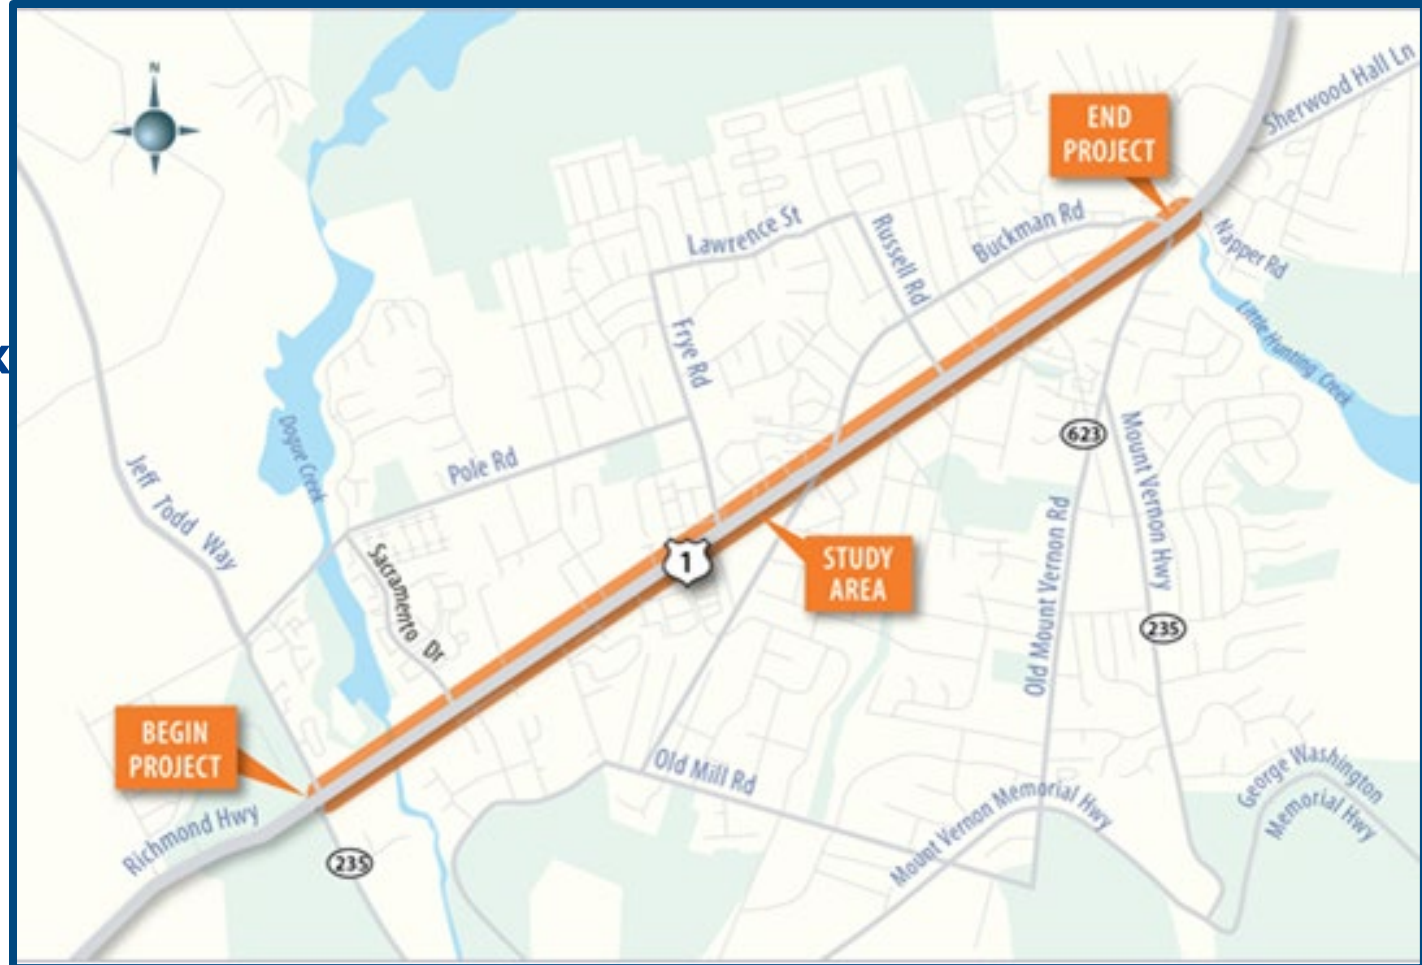 N
Sherwood Hall Ln
END
PROJECT
Lawrence St
Russell Rd
Buckman Rd
Napper Rd
Frye Rd
Little Hunting Creek
x
Dogue Creek
Pole Rd
623
Mount Vernon Hwy
Jeff Todd Way
Sacramento Dr
1
STUDY
AREA
Old Mount Vernon Rd
235
BEGIN
PROJECT
Old Mill Rd
George Washington
Memorial Hwy
Mount Vernon Memorial Hwy
Richmond Hwy
235